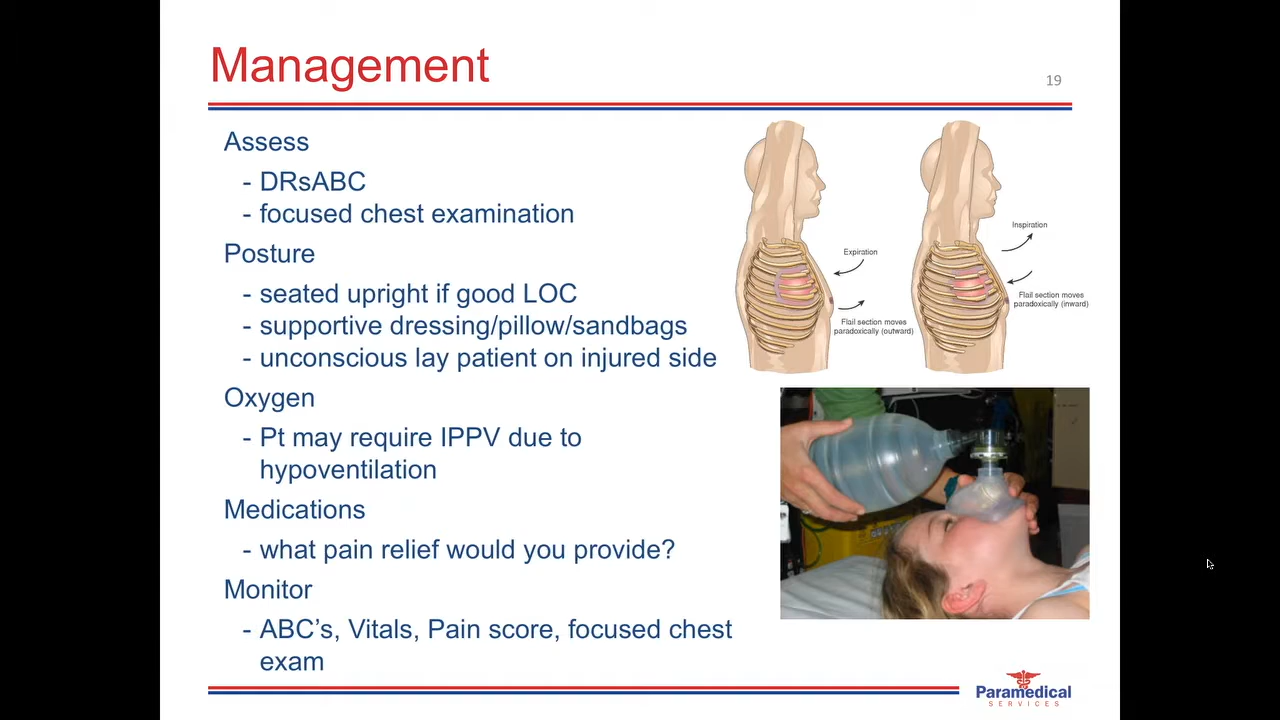 Management
19
Assess
- DRsABC
- focused chest examination
Posture
- seated upright if good LOC
- supportive dressing/pillow/sandbags
- unconscious lay patient on injured side
Oxygen
- Pt may require IPPV due to
hypoventilation
Medications
- what pain relief would you provide?
Monitor
- ABC’s, Vitals, Pain score, focused chest
exam
Expiration
Flail section moves
paradoxically (outward)
Inspiration
Flail section moves
paradoxically (inward)
Paramedical
SERVICES